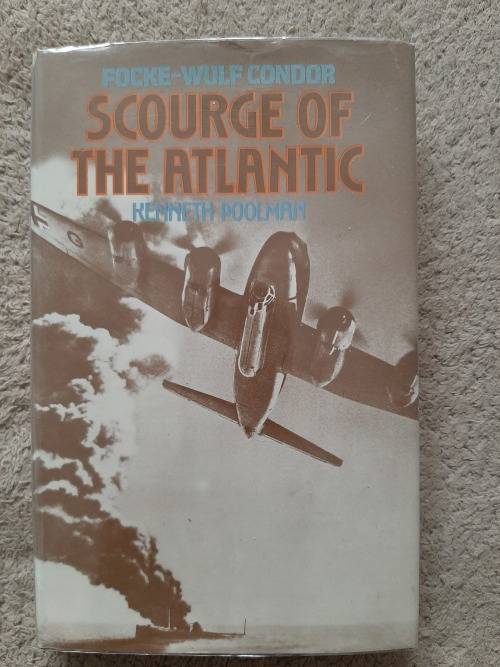 FOCKE-WULF CONDOR
SCOURGE OF
THE ATLANTIC
KENNETH POOLMAN
F
G